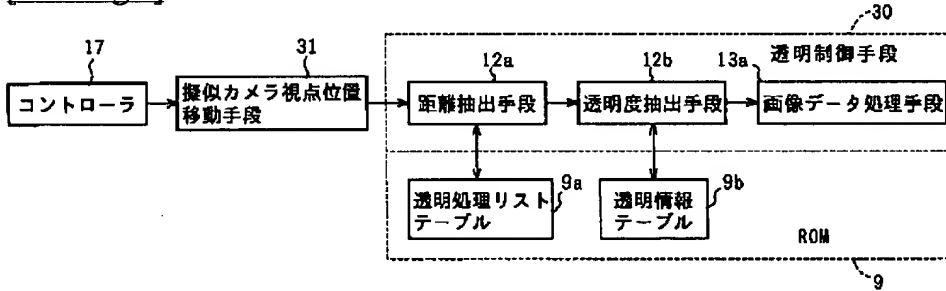 30
透明制御手段
17
31
12a
12b
13a
コントローラ
擬似カメラ視点位置
移動手段
距離抽出手段
透明度抽出手段
画像データ処理手段
9a
9b
透明処理リスト
テーブル
透明情報
テーブル
ROM
9